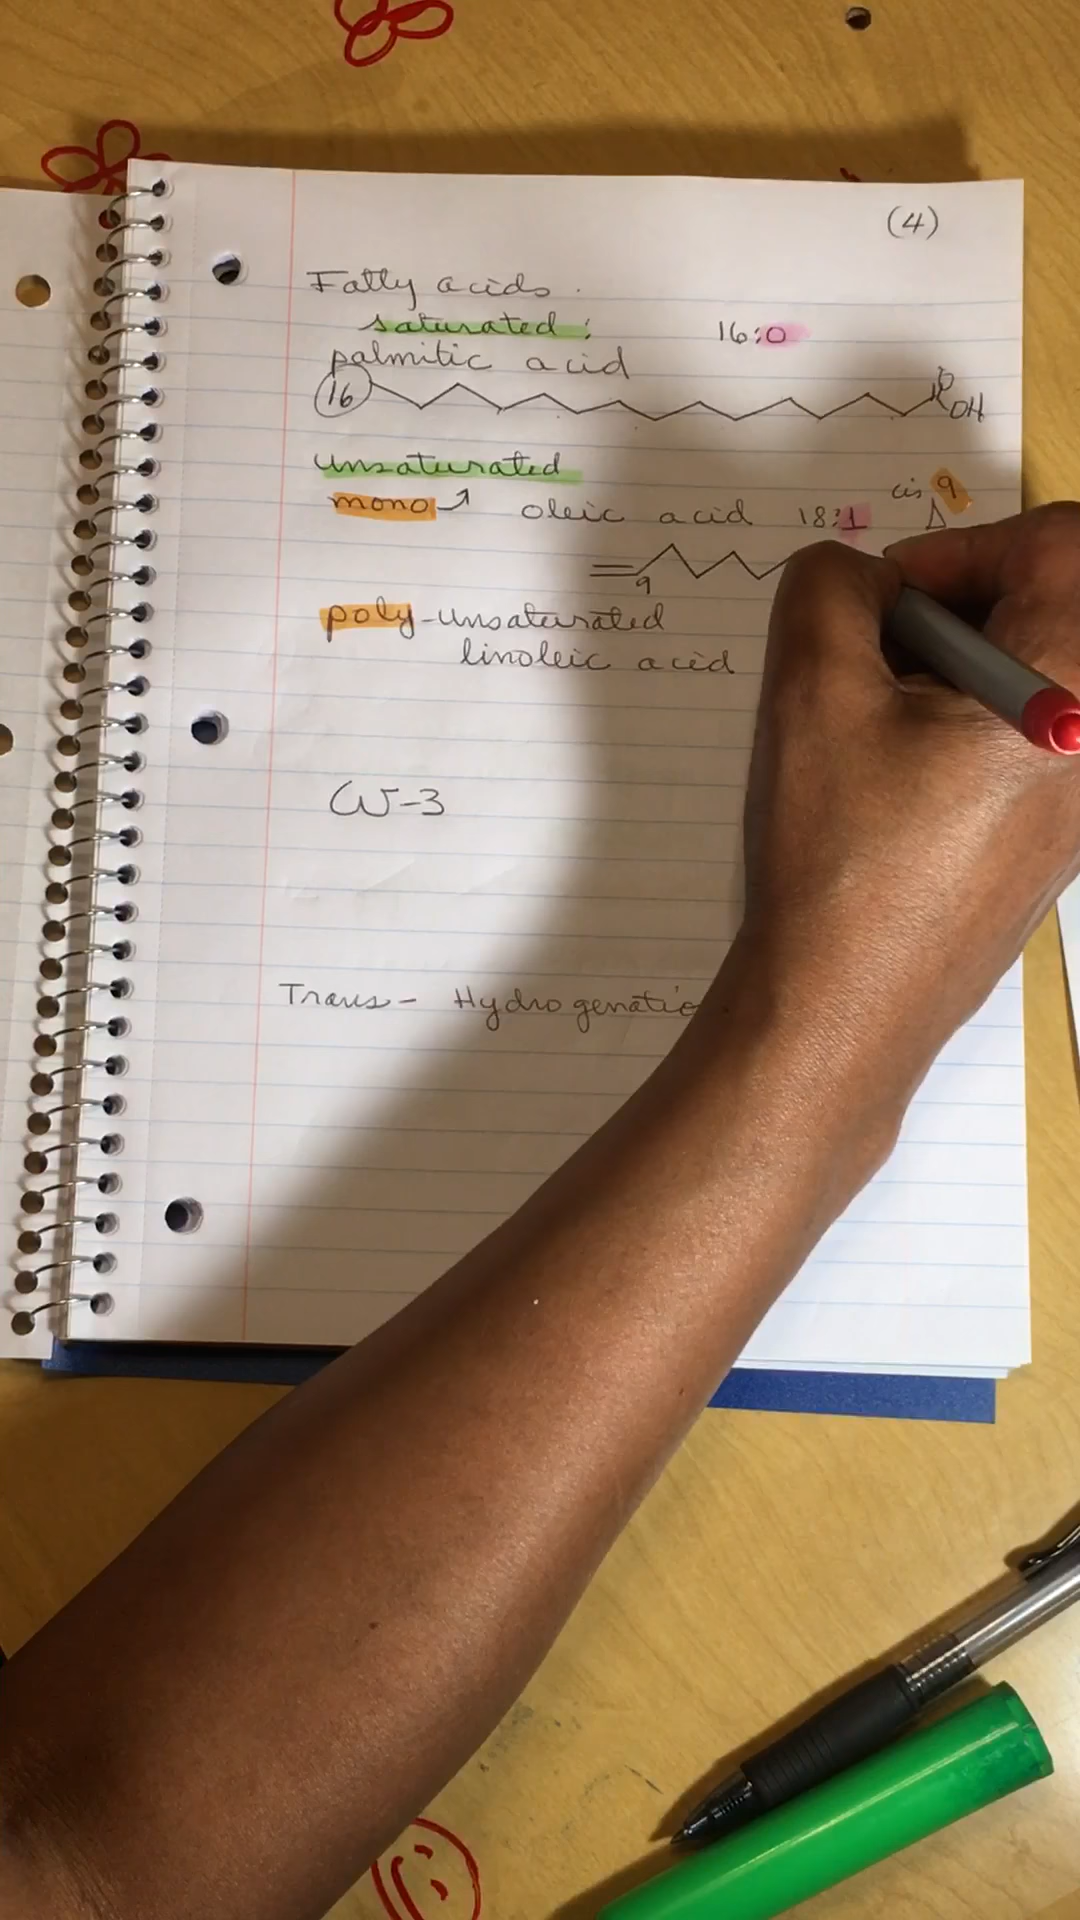 (4)
Fatty acids.
saturated: 16:0
palmitic acid
16 O OH
unsaturated
mono oleic acid 18:1 cis Δ 9
9
poly-unsaturated
linoleic acid
ω-3
Trans- Hydrogenatio